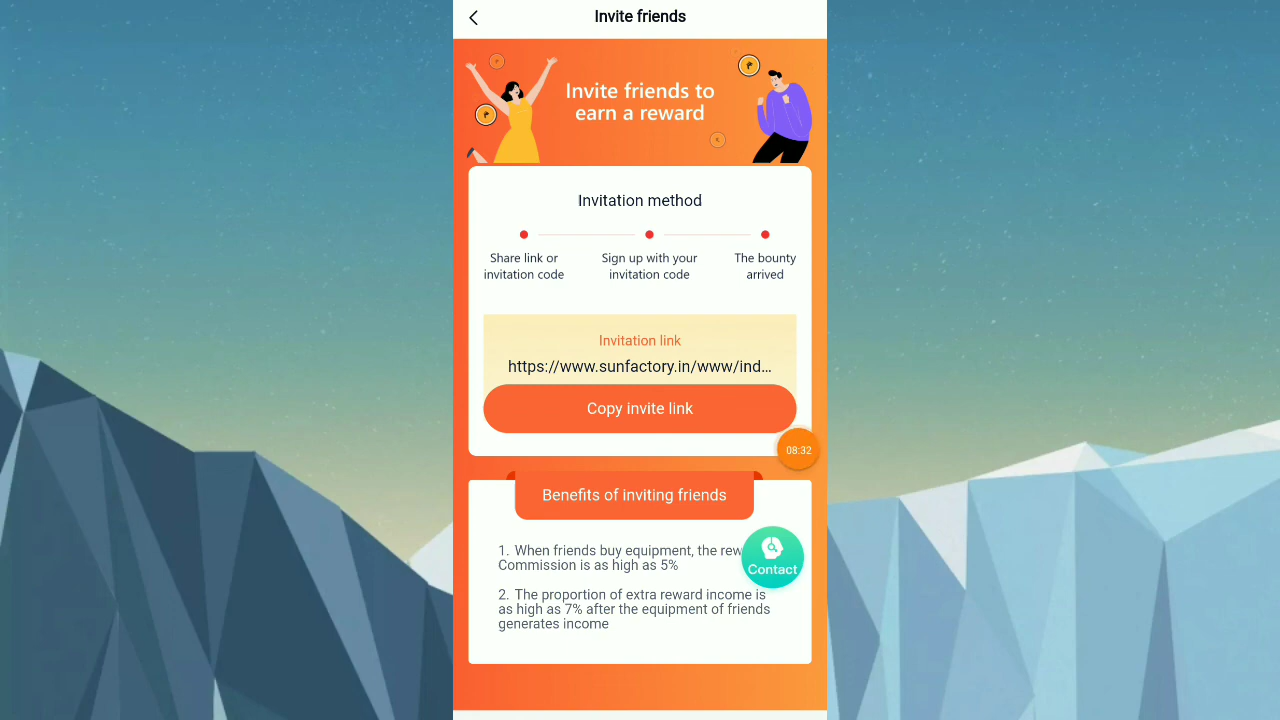 Invite friends
Invite friends to
earn a reward
Invitation method
Share link or
invitation code
Sign up with your
invitation code
The bounty
arrived
Invitation link
https://www.sunfactory.in/www/ind...
Copy invite link
08:32
Benefits of inviting friends
1. When friends buy equipment, the
Commission is as high as 5%
Contact
2. The proportion of extra reward income is
as high as 7% after the equipment of friends
generates income